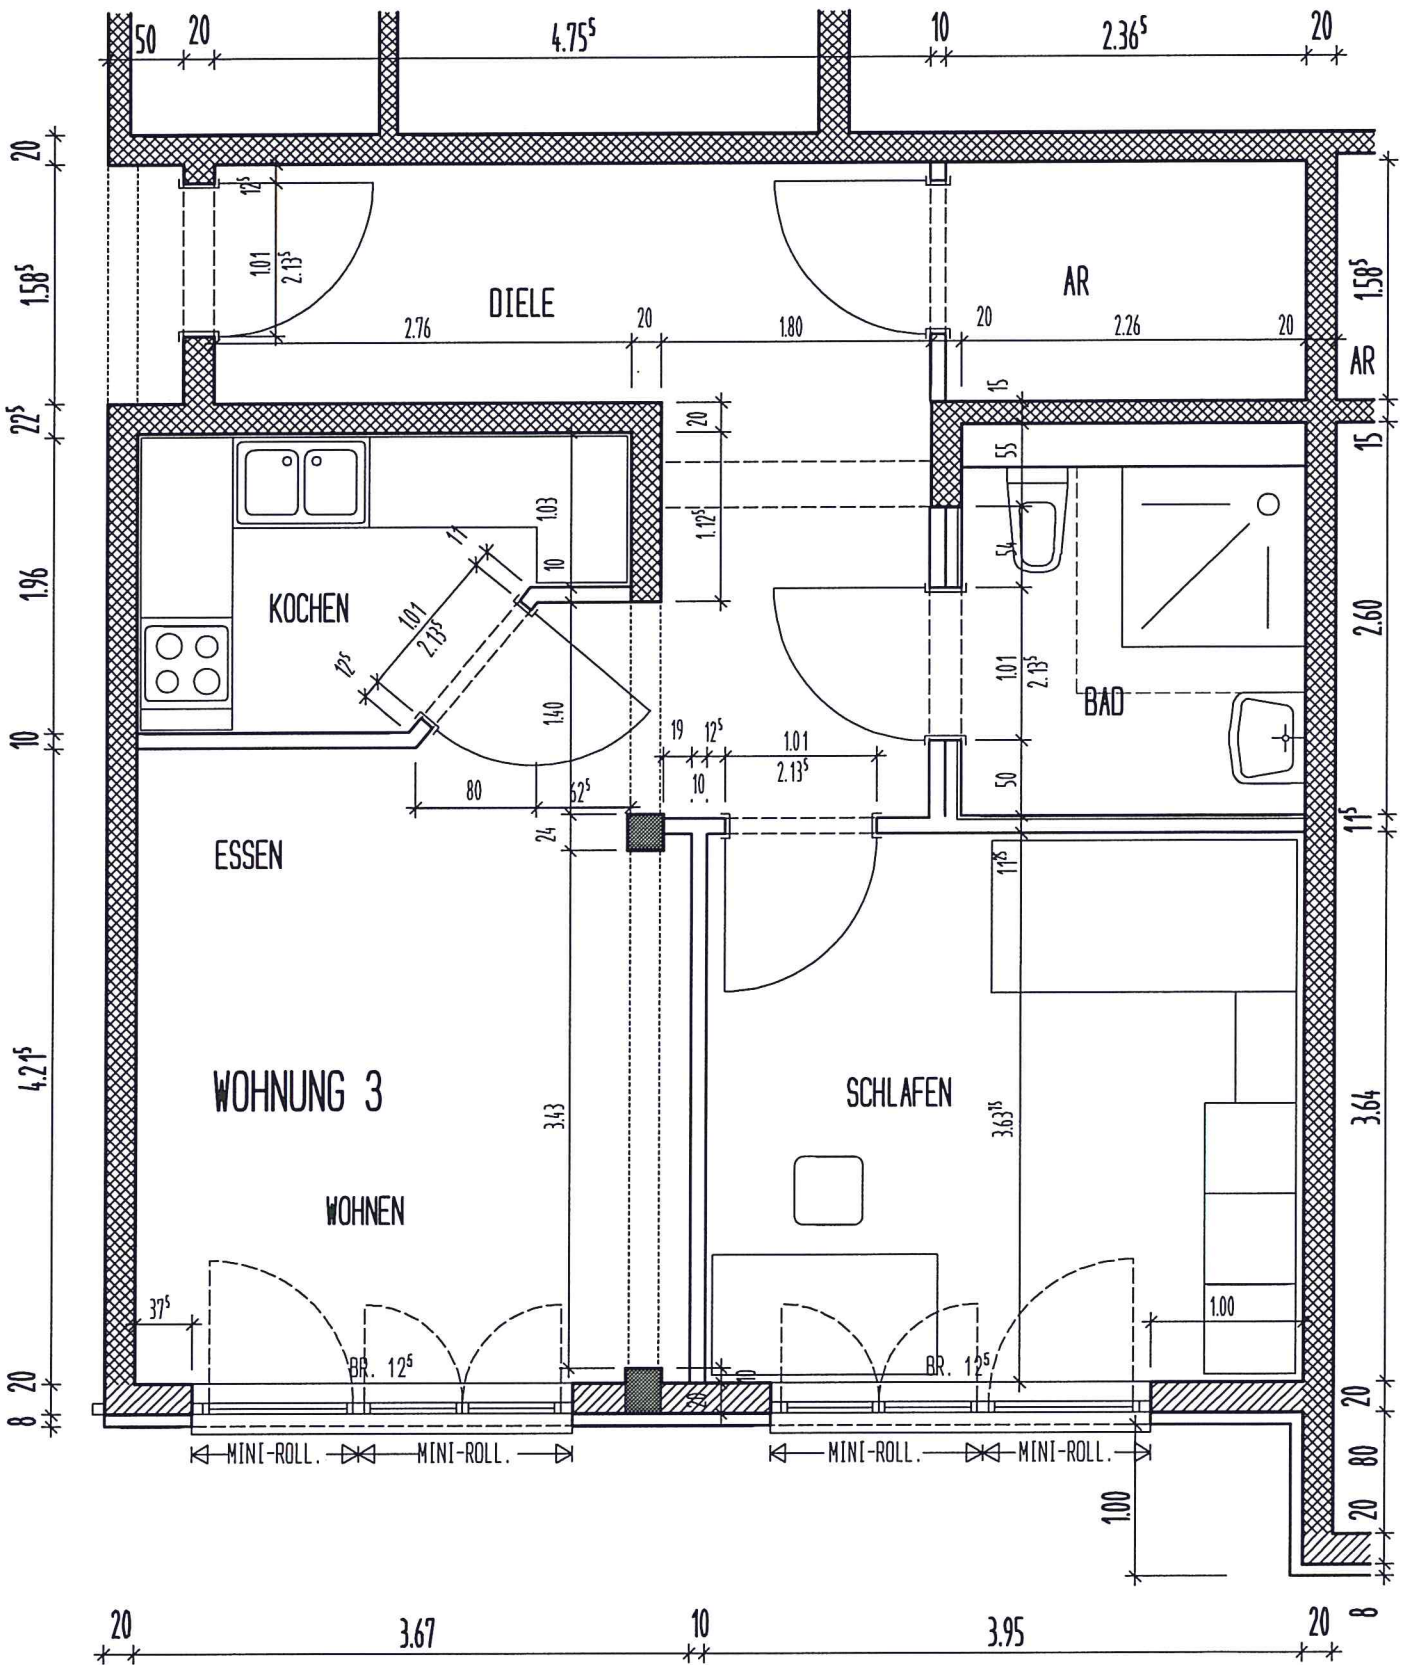 50 20 4.75⁵ 10 2.36⁵ 20
20
12⁵
1.58⁵
1.01
2.13⁵
DIELE
AR
1.58⁵
2.76 20 1.80 20 2.26 20
AR
15
22⁵
20
55
15
1.03
1.12⁵
11
54
10
1.96
KOCHEN
1.01
2.13⁵
2.60
12⁵
1.01
2.13⁵
BAD
1.40
10
19 12⁵ 1.01
2.13⁵
10
80 62⁵
50
24
11⁵
ESSEN
11²⁵
WOHNUNG 3
SCHLAFEN
4.21⁵
3.43
3.63⁷⁵
3.64
WOHNEN
37⁵
1.00
BR. 12⁵
BR. 12⁵
10
20
20
20
8
MINI-ROLL. MINI-ROLL.
MINI-ROLL. MINI-ROLL.
80
1.00
20
8
20 3.67 10 3.95 20